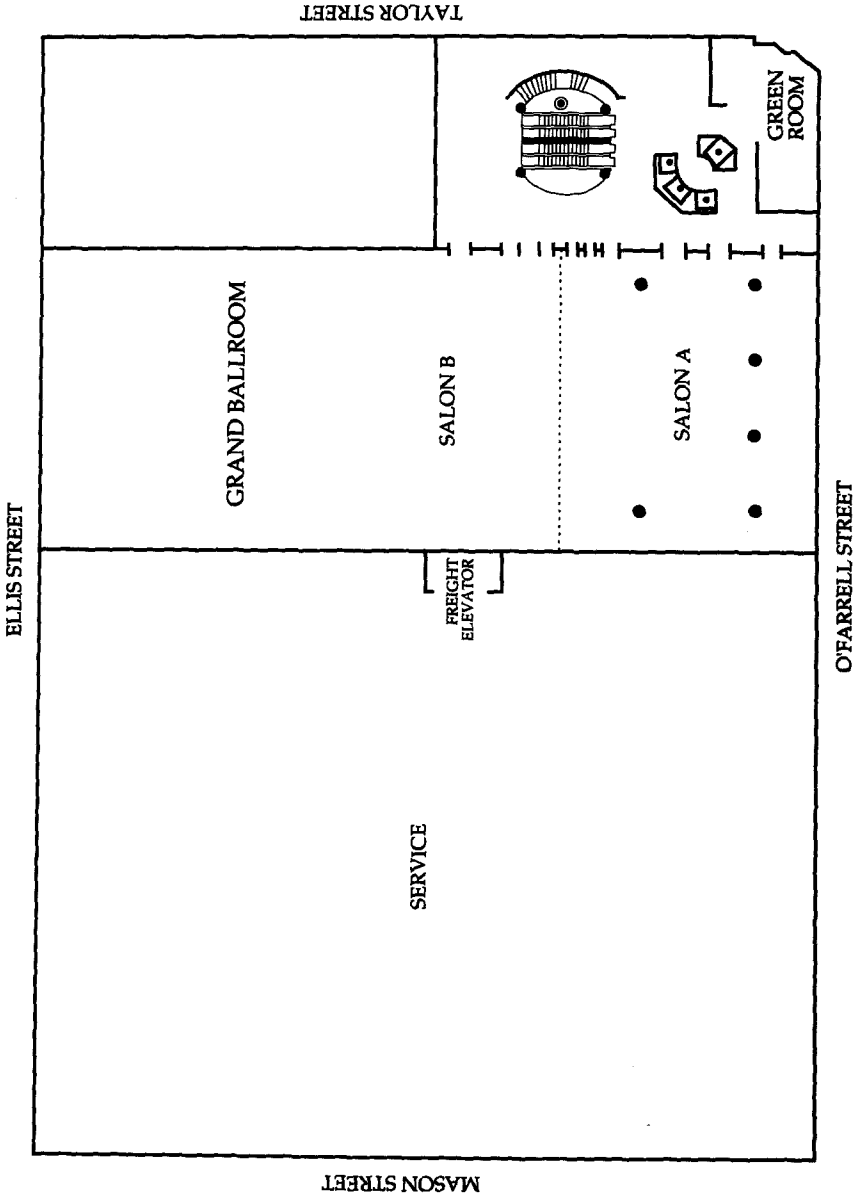 TAYLOR STREET
GREEN
ROOM
GRAND BALLROOM
SALON B
SALON A
ELLIS STREET
O'FARRELL STREET
FREIGHT
ELEVATOR
SERVICE
MASON STREET